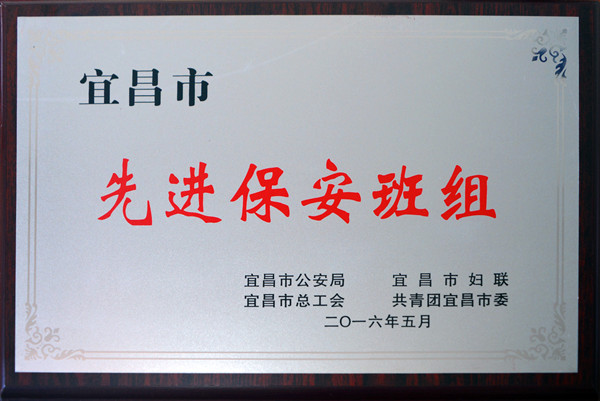 宜昌市
先进保安班组
宜昌市公安局 宜昌市妇联
宜昌市总工会 共青团宜昌市委
二〇一六年五月